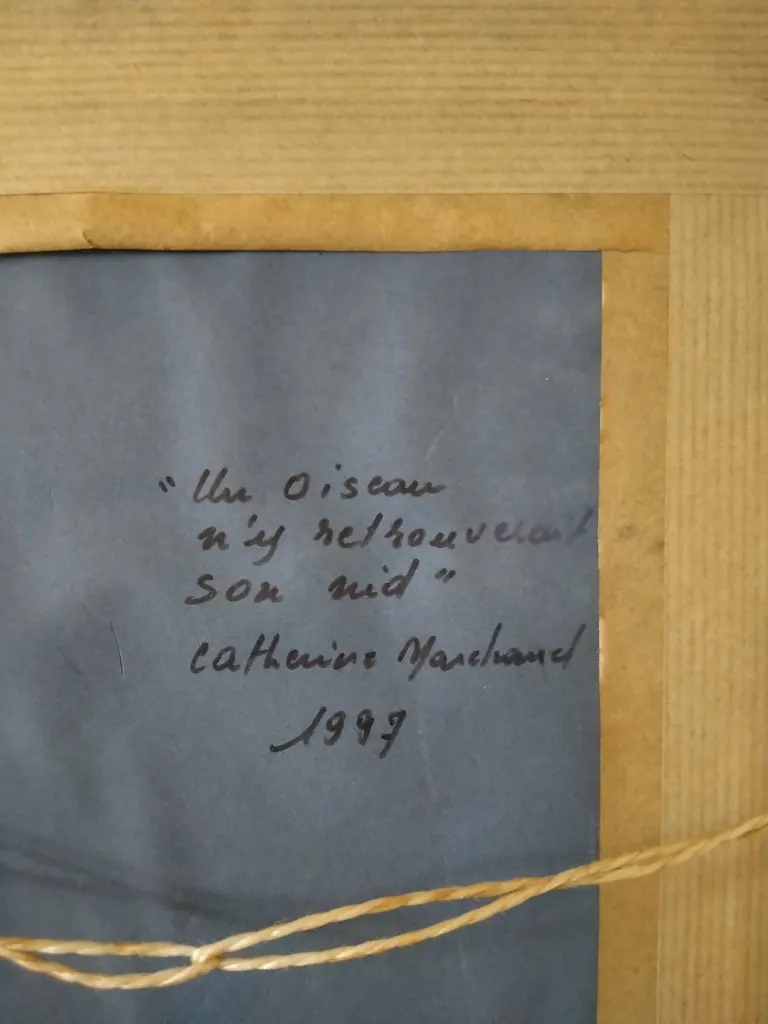 "Un Oiseau
n'y retrouverait
son nid"
Catherine Marchand
1997